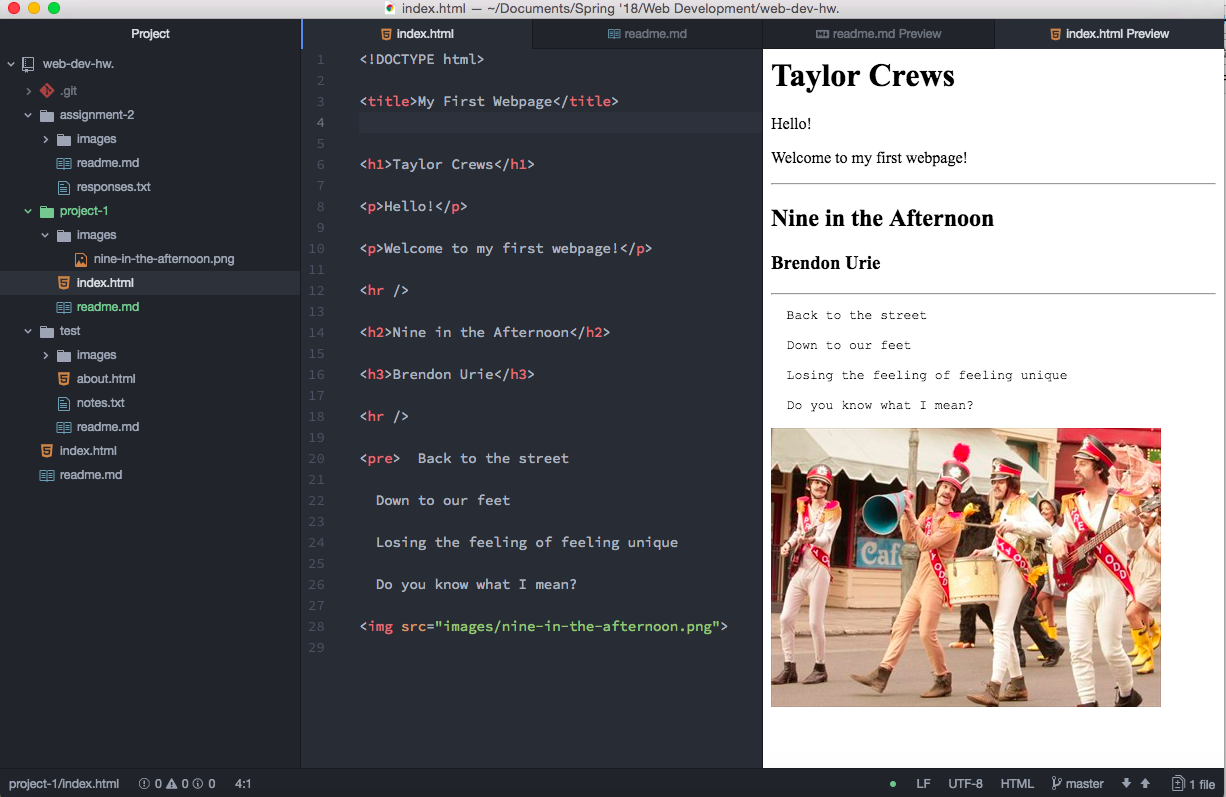 index.html — ~/Documents/Spring '18/Web Development/web-dev-hw.
Project
web-dev-hw.
.git
assignment-2
images
readme.md
responses.txt
project-1
images
nine-in-the-afternoon.png
index.html
readme.md
test
images
about.html
notes.txt
readme.md
index.html
readme.md
index.html
readme.md
readme.md Preview
index.html Preview
1 <!DOCTYPE html>
2
3 <title>My First Webpage</title>
4
5
6 <h1>Taylor Crews</h1>
7
8 <p>Hello!</p>
9
10 <p>Welcome to my first webpage!</p>
11
12 <hr />
13
14 <h2>Nine in the Afternoon</h2>
15
16 <h3>Brendon Urie</h3>
17
18 <hr />
19
20 <pre>  Back to the street
21
22   Down to our feet
23
24   Losing the feeling of feeling unique
25
26   Do you know what I mean?
27
28 <img src="images/nine-in-the-afternoon.png">
29
Taylor Crews
Hello!
Welcome to my first webpage!
Nine in the Afternoon
Brendon Urie
Back to the street
Down to our feet
Losing the feeling of feeling unique
Do you know what I mean?
Cafe
project-1/index.html 0 0 0 4:1 LF UTF-8 HTML master 1 file